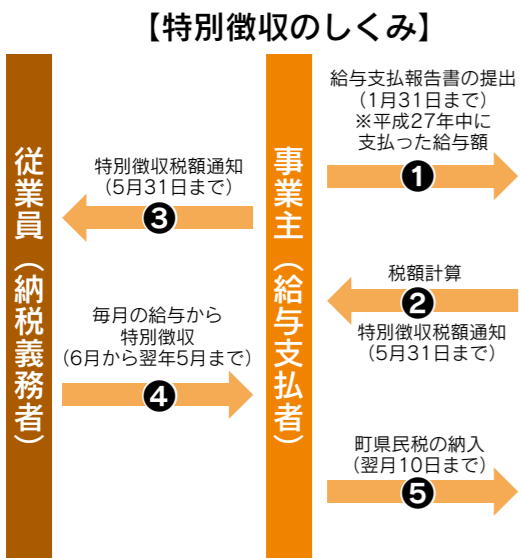 【特別徴収のしくみ】
従業員（納税義務者）
事業主（給与支払者）
給与支払報告書の提出
（1月31日まで）
※平成27年中に
支払った給与額
❶
税額計算
❷
特別徴収税額通知
（5月31日まで）
特別徴収税額通知
（5月31日まで）
❸
毎月の給与から
特別徴収
（6月から翌年5月まで）
❹
町県民税の納入
（翌月10日まで）
❺